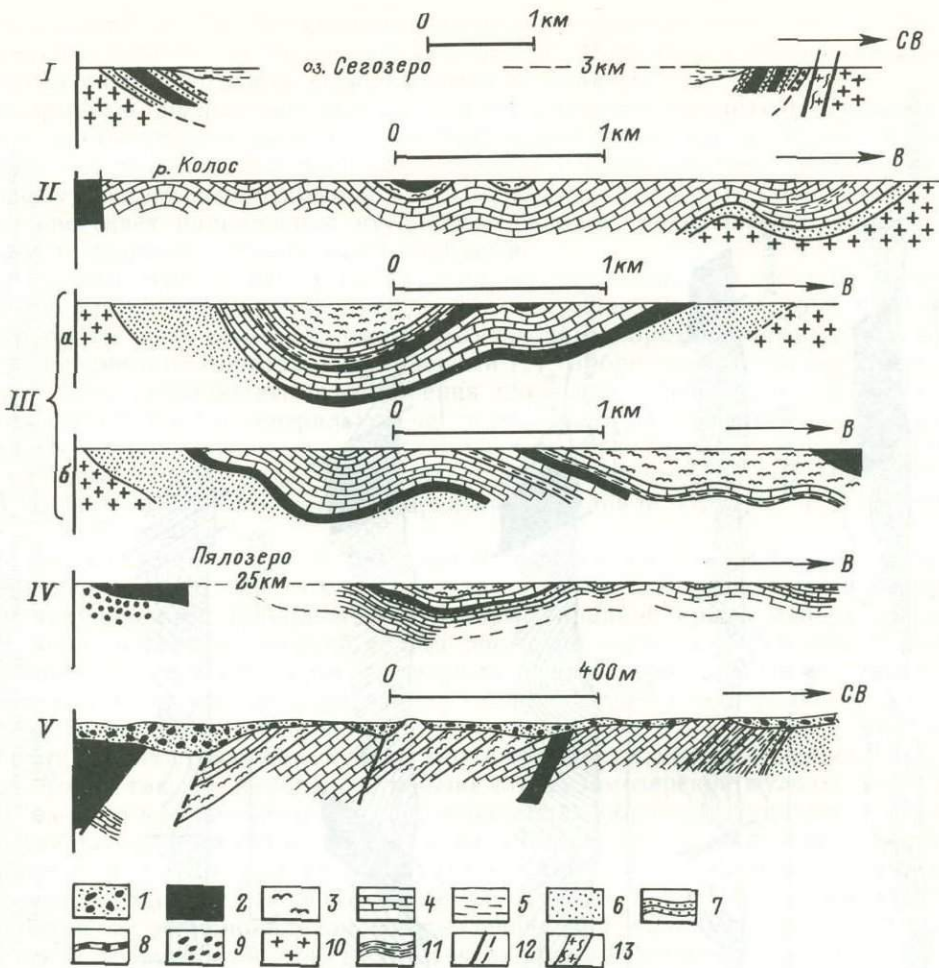 0 1км
СВ
I оз. Сегозеро 3км
0 1км
В
II р. Колос
0 1км
В
а
III
0 1км
В
б
Пялозеро
В
IV 25км
0 400м
СВ
V
1 2 3 4 5 6 7
8 9 10 11 12 13